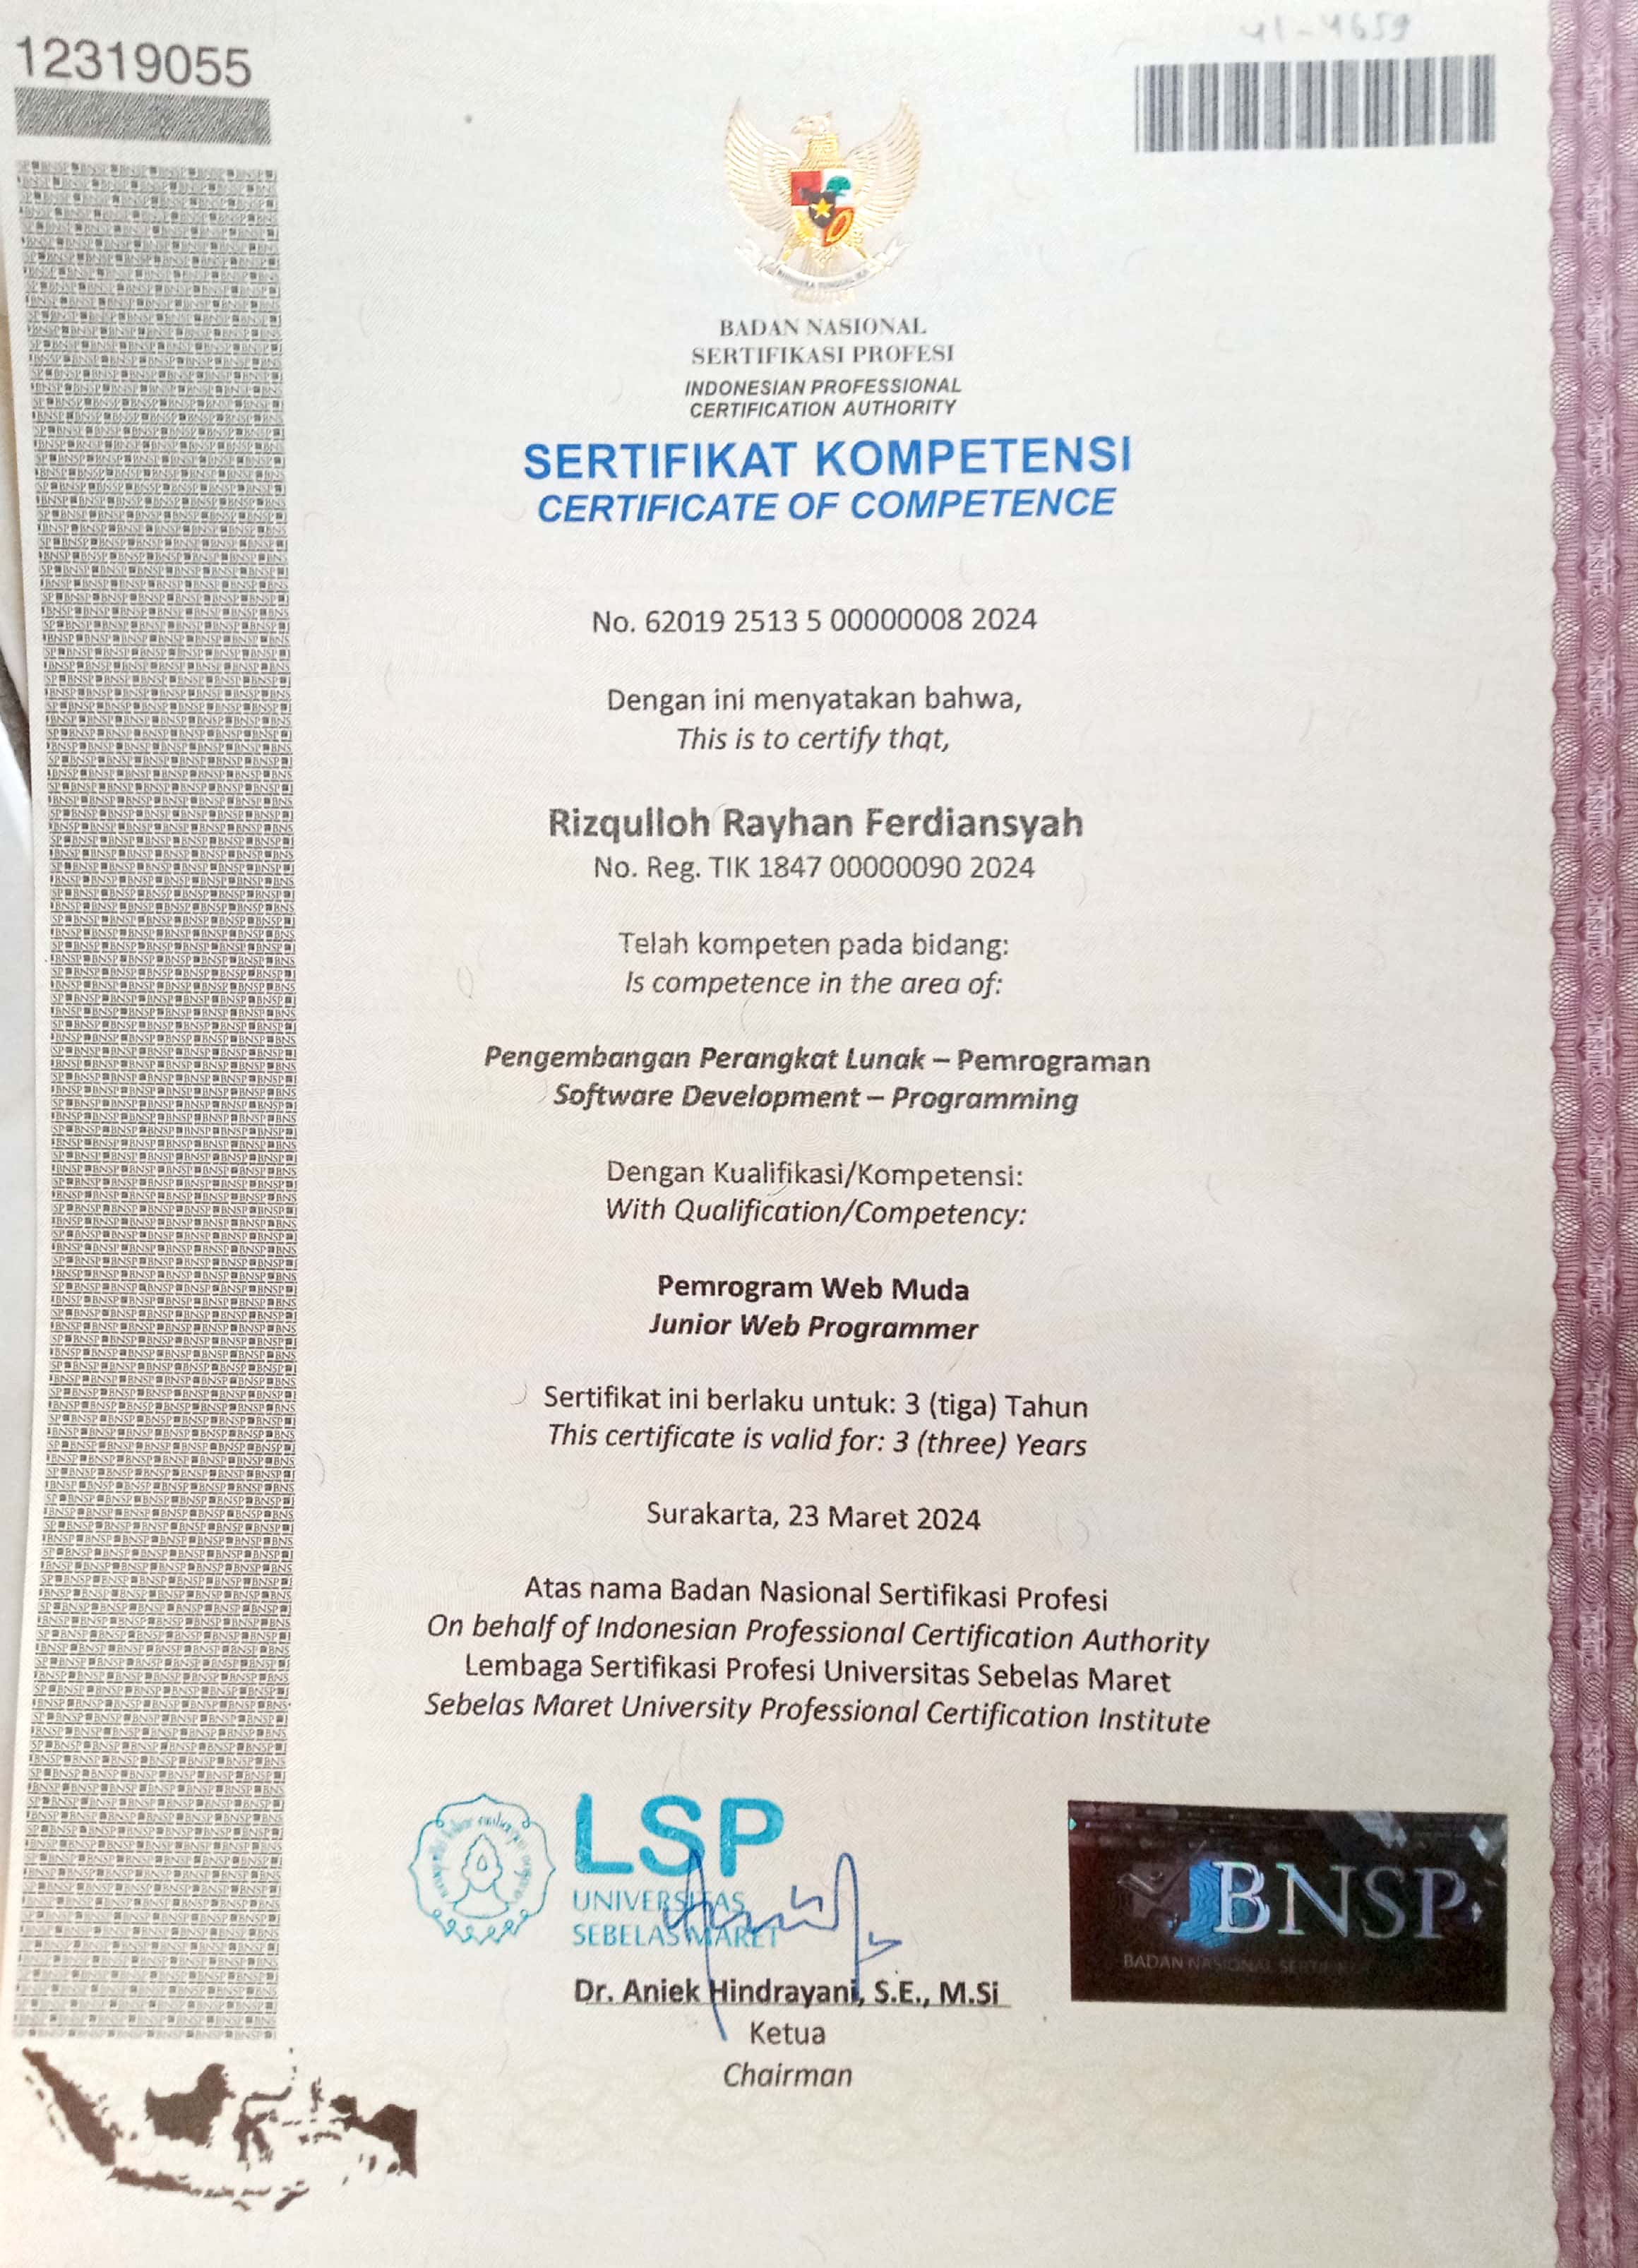 12319055
41-4659
BADAN NASIONAL
SERTIFIKASI PROFESI
INDONESIAN PROFESSIONAL
CERTIFICATION AUTHORITY
SERTIFIKAT KOMPETENSI
CERTIFICATE OF COMPETENCE
No. 62019 2513 5 00000008 2024
Dengan ini menyatakan bahwa,
This is to certify that,
Rizqulloh Rayhan Ferdiansyah
No. Reg. TIK 1847 00000090 2024
Telah kompeten pada bidang:
Is competence in the area of:
Pengembangan Perangkat Lunak – Pemrograman
Software Development – Programming
Dengan Kualifikasi/Kompetensi:
With Qualification/Competency:
Pemrogram Web Muda
Junior Web Programmer
Sertifikat ini berlaku untuk: 3 (tiga) Tahun
This certificate is valid for: 3 (three) Years
Surakarta, 23 Maret 2024
Atas nama Badan Nasional Sertifikasi Profesi
On behalf of Indonesian Professional Certification Authority
Lembaga Sertifikasi Profesi Universitas Sebelas Maret
Sebelas Maret University Professional Certification Institute
LSP
UNIVERSITAS
SEBELAS MARET
BNSP
BADAN NASIONAL
Dr. Aniek Hindrayani, S.E., M.Si
Ketua
Chairman